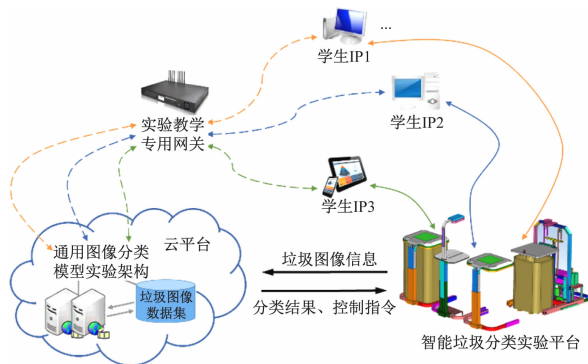 ...
学生IP1
实验教学
专用网关
学生IP2
学生IP3
云平台
通用图像分类
模型实验架构
垃圾图像
数据集
垃圾图像信息
分类结果、控制指令
智能垃圾分类实验平台